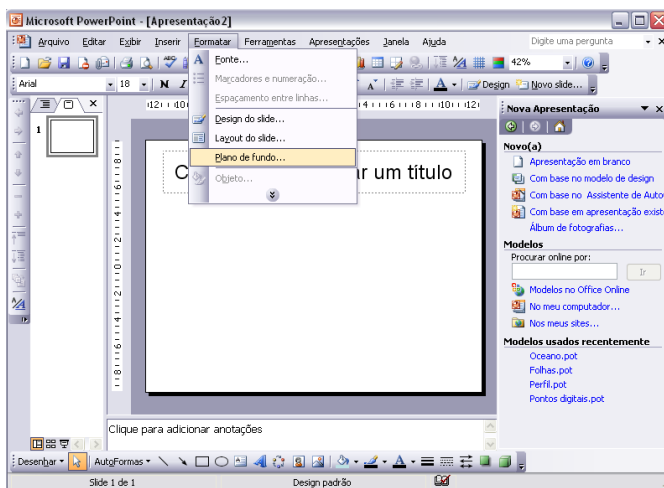 Microsoft PowerPoint - [Apresentação2]
Arquivo Editar Exibir Inserir Formatar Ferramentas Apresentações Janela Ajuda Digite uma pergunta
42%
Arial 18 N I Design Novo slide...
Fonte...
Marcadores e numeração...
Espaçamento entre linhas...
Design do slide...
Layout do slide...
Plano de fundo...
Objeto...
1
C ar um título
Nova Apresentação
Novo(a)
Apresentação em branco
Com base no modelo de design
Com base no Assistente de Auto
Com base em apresentação exist
Álbum de fotografias...
Modelos
Procurar online por:
Ir
Modelos no Office Online
No meu computador...
Nos meus sites...
Modelos usados recentemente
Oceano.pot
Folhas.pot
Perfil.pot
Pontos digitais.pot
Clique para adicionar anotações
Desenhar AutoFormas
Slide 1 de 1 Design padrão